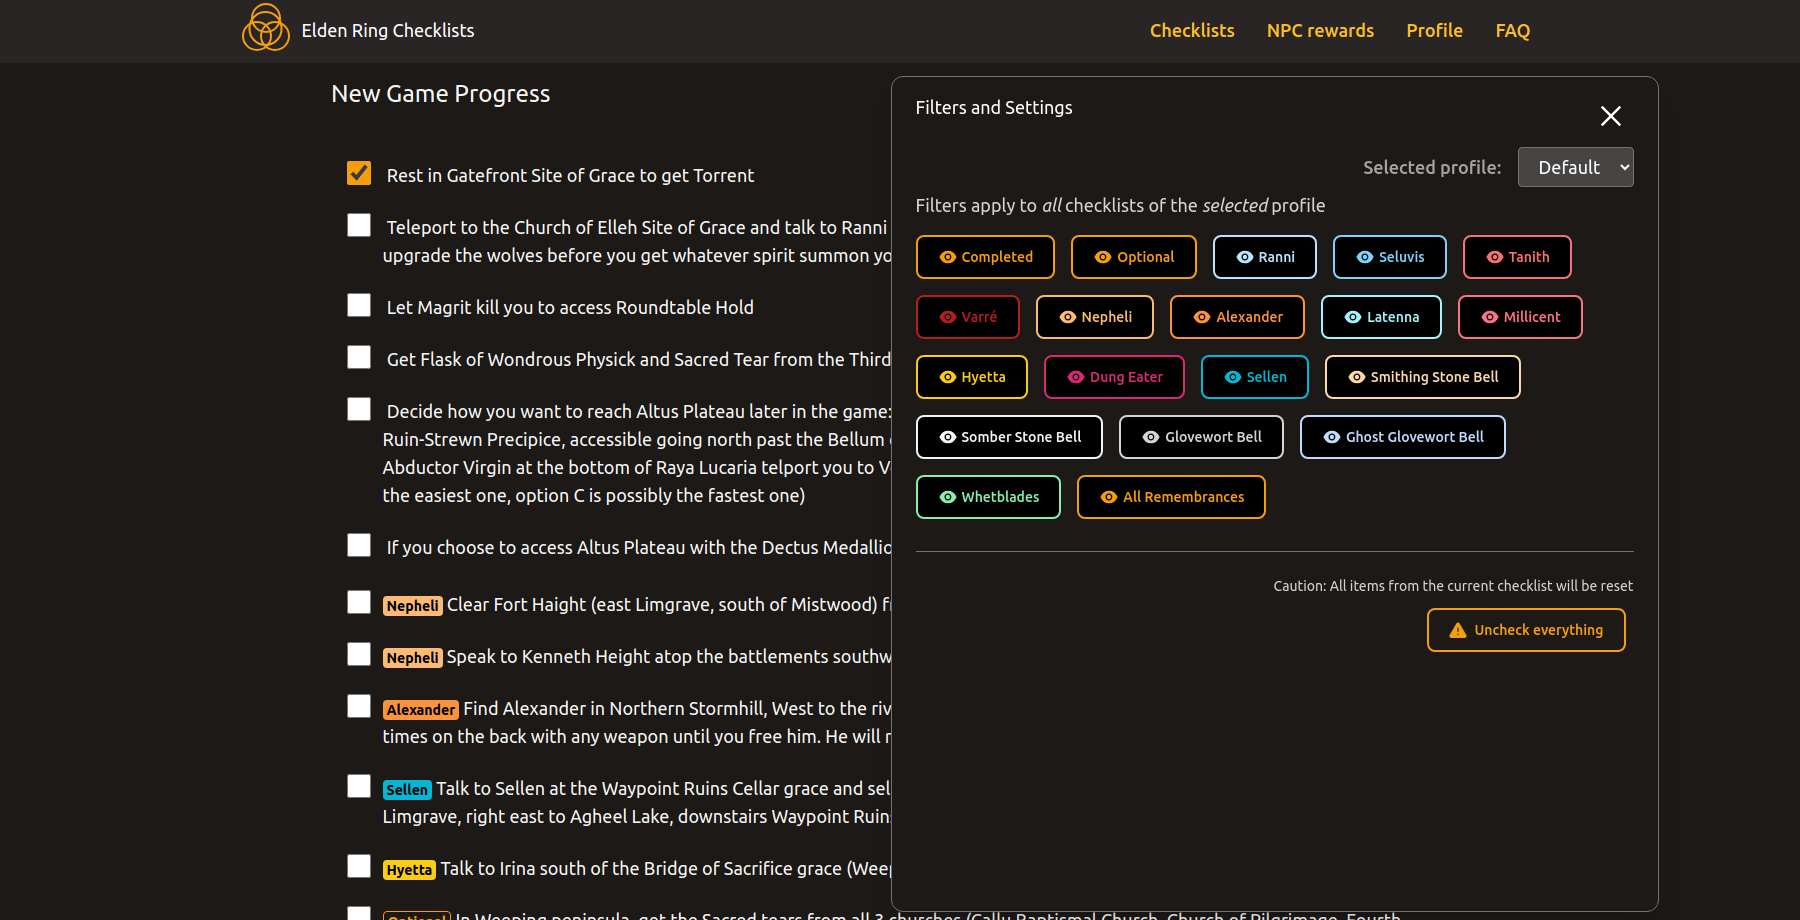 Elden Ring Checklists
Checklists
NPC rewards
Profile
FAQ
New Game Progress
Rest in Gatefront Site of Grace to get Torrent
Teleport to the Church of Elleh Site of Grace and talk to Ranni
upgrade the wolves before you get whatever spirit summon yo
Let Magrit kill you to access Roundtable Hold
Get Flask of Wondrous Physick and Sacred Tear from the Third
Decide how you want to reach Altus Plateau later in the game:
Ruin-Strewn Precipice, accessible going north past the Bellum
Abductor Virgin at the bottom of Raya Lucaria telport you to V
the easiest one, option C is possibly the fastest one)
If you choose to access Altus Plateau with the Dectus Medallio
Nepheli Clear Fort Haight (east Limgrave, south of Mistwood) f
Nepheli Speak to Kenneth Height atop the battlements southw
Alexander Find Alexander in Northern Stormhill, West to the riv
times on the back with any weapon until you free him. He will
Sellen Talk to Sellen at the Waypoint Ruins Cellar grace and sel
Limgrave, right east to Agheel Lake, downstairs Waypoint Ruin
Hyetta Talk to Irina south of the Bridge of Sacrifice grace (Weep
Optional In Weeping peninsula, get the Sacred tears from all 3 churches (Callu Baptismal Church, Church of Pilgrimage, Fourth
Filters and Settings
Selected profile:
Default
Filters apply to all checklists of the selected profile
Completed
Optional
Ranni
Seluvis
Tanith
Varré
Nepheli
Alexander
Latenna
Millicent
Hyetta
Dung Eater
Sellen
Smithing Stone Bell
Somber Stone Bell
Glovewort Bell
Ghost Glovewort Bell
Whetblades
All Remembrances
Caution: All items from the current checklist will be reset
Uncheck everything